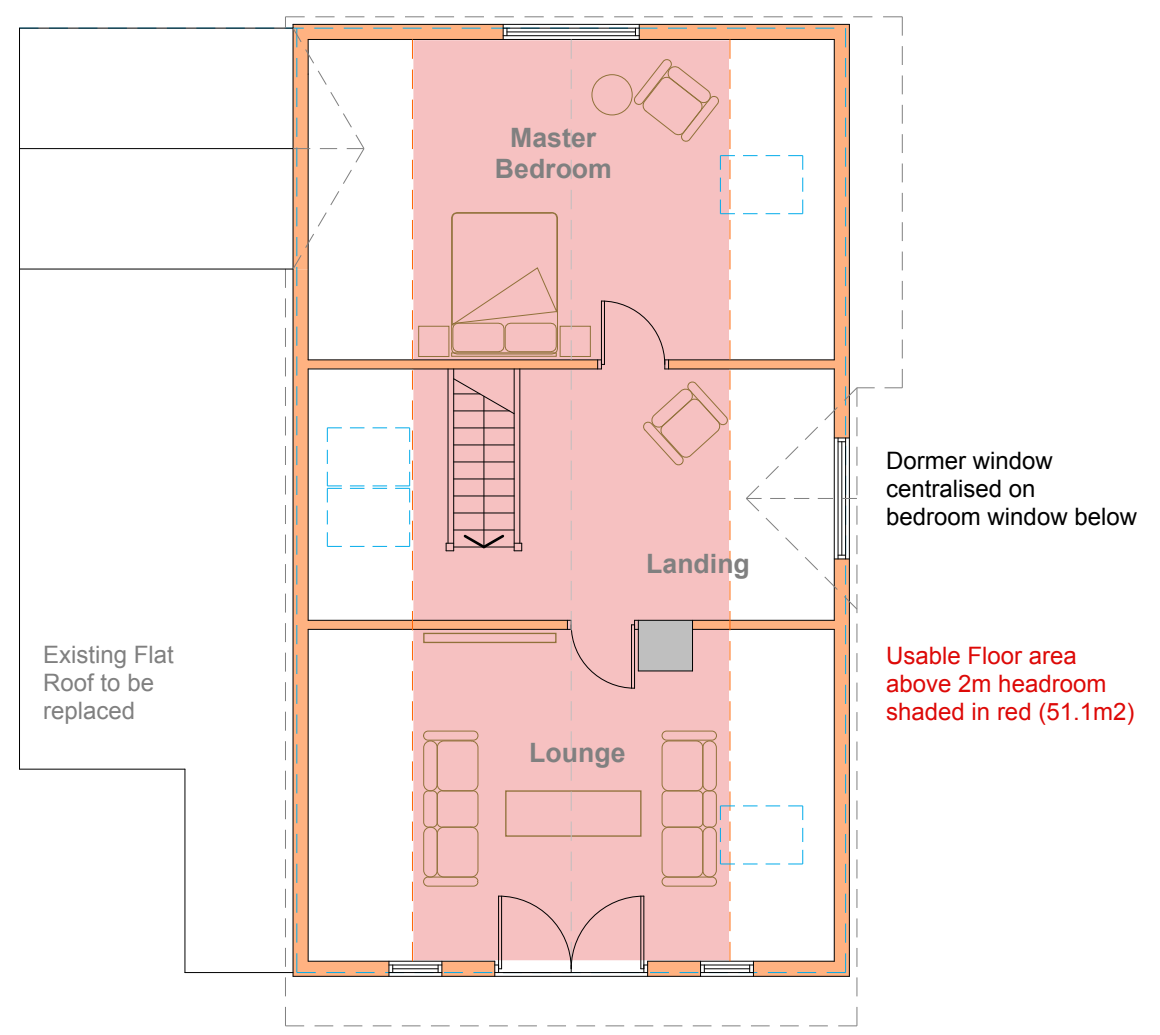 Master
Bedroom
Dormer window
centralised on
bedroom window below
Landing
Existing Flat
Roof to be
replaced
Usable Floor area
above 2m headroom
shaded in red (51.1m2)
Lounge